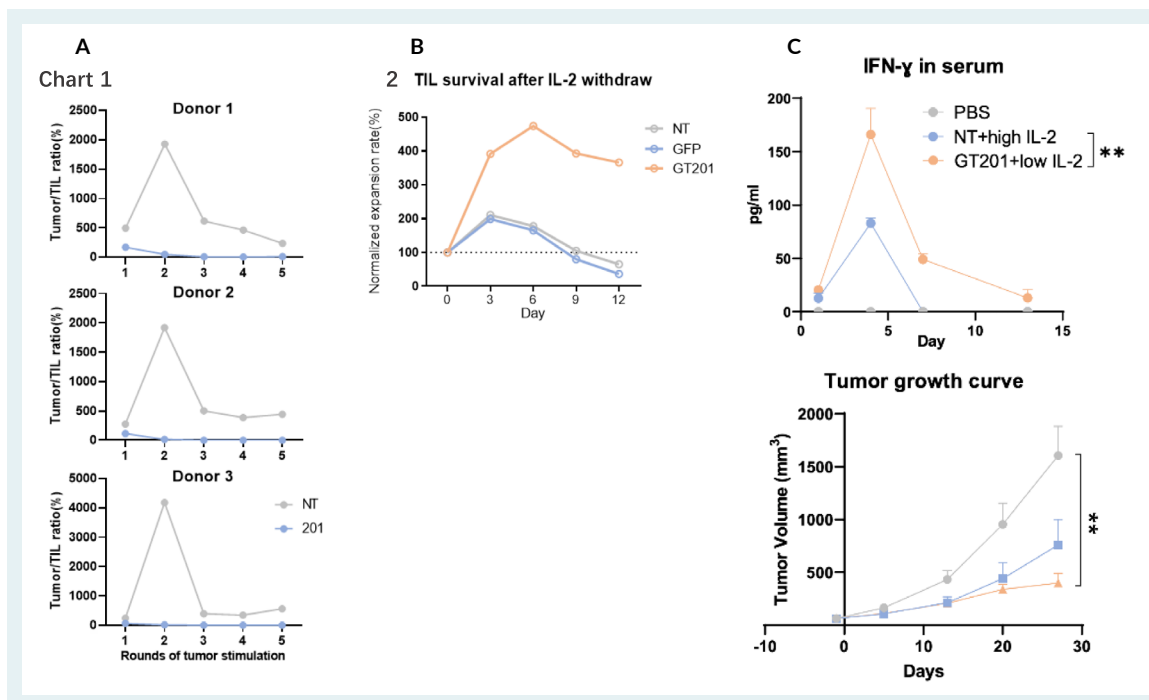 A
Chart 1
Donor 1
Tumor/TIL ratio(%)
2500
2000
1500
1000
500
0
1 2 3 4 5
Donor 2
Tumor/TIL ratio(%)
2500
2000
1500
1000
500
0
1 2 3 4 5
Donor 3
Tumor/TIL ratio(%)
5000
4000
3000
2000
1000
0
1 2 3 4 5
Rounds of tumor stimulation
NT
201
B
2 TIL survival after IL-2 withdraw
Normalized expansion rate(%)
500
400
300
200
100
0
0 3 6 9 12
Day
NT
GFP
GT201
C
IFN-γ in serum
pg/ml
200
150
100
50
0
0 5 10 15
Day
PBS
NT+high IL-2
GT201+low IL-2
**
Tumor growth curve
Tumor Volume (mm³)
2000
1500
1000
500
-10 0 10 20 30
Days
**